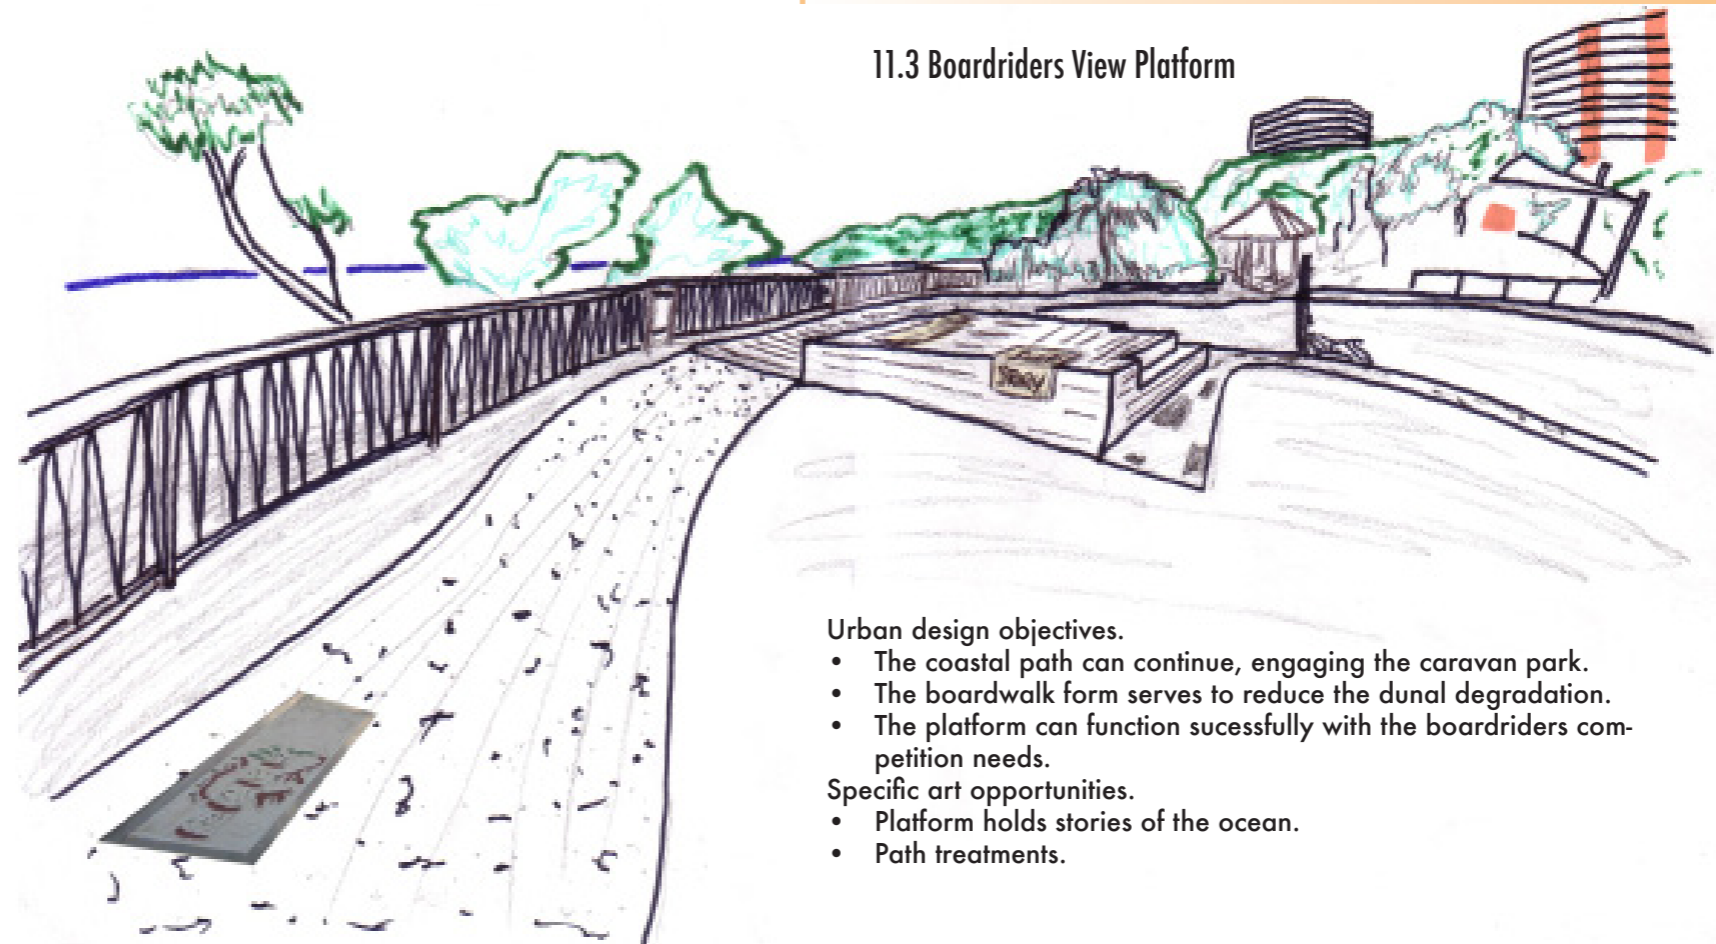 11.3 Boardriders View Platform
Story
Urban design objectives.
• The coastal path can continue, engaging the caravan park.
• The boardwalk form serves to reduce the dunal degradation.
• The platform can function sucessfully with the boardriders com-
petition needs.
Specific art opportunities.
• Platform holds stories of the ocean.
• Path treatments.